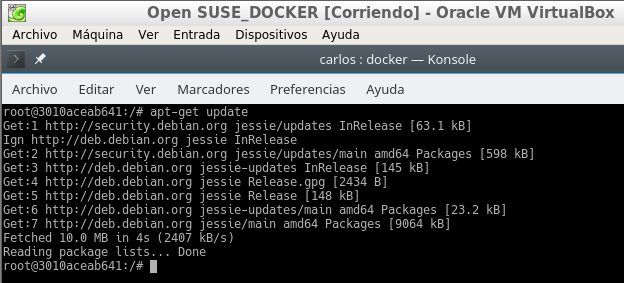 Open SUSE_DOCKER [Corriendo] - Oracle VM VirtualBox
Archivo Máquina Ver Entrada Dispositivos Ayuda
carlos : docker — Konsole
Archivo Editar Ver Marcadores Preferencias Ayuda
root@3010aceab641:/# apt-get update
Get:1 http://security.debian.org jessie/updates InRelease [63.1 kB]
Ign http://deb.debian.org jessie InRelease
Get:2 http://security.debian.org jessie/updates/main amd64 Packages [598 kB]
Get:3 http://deb.debian.org jessie-updates InRelease [145 kB]
Get:4 http://deb.debian.org jessie Release.gpg [2434 B]
Get:5 http://deb.debian.org jessie Release [148 kB]
Get:6 http://deb.debian.org jessie-updates/main amd64 Packages [23.2 kB]
Get:7 http://deb.debian.org jessie/main amd64 Packages [9064 kB]
Fetched 10.0 MB in 4s (2407 kB/s)
Reading package lists... Done
root@3010aceab641:/#